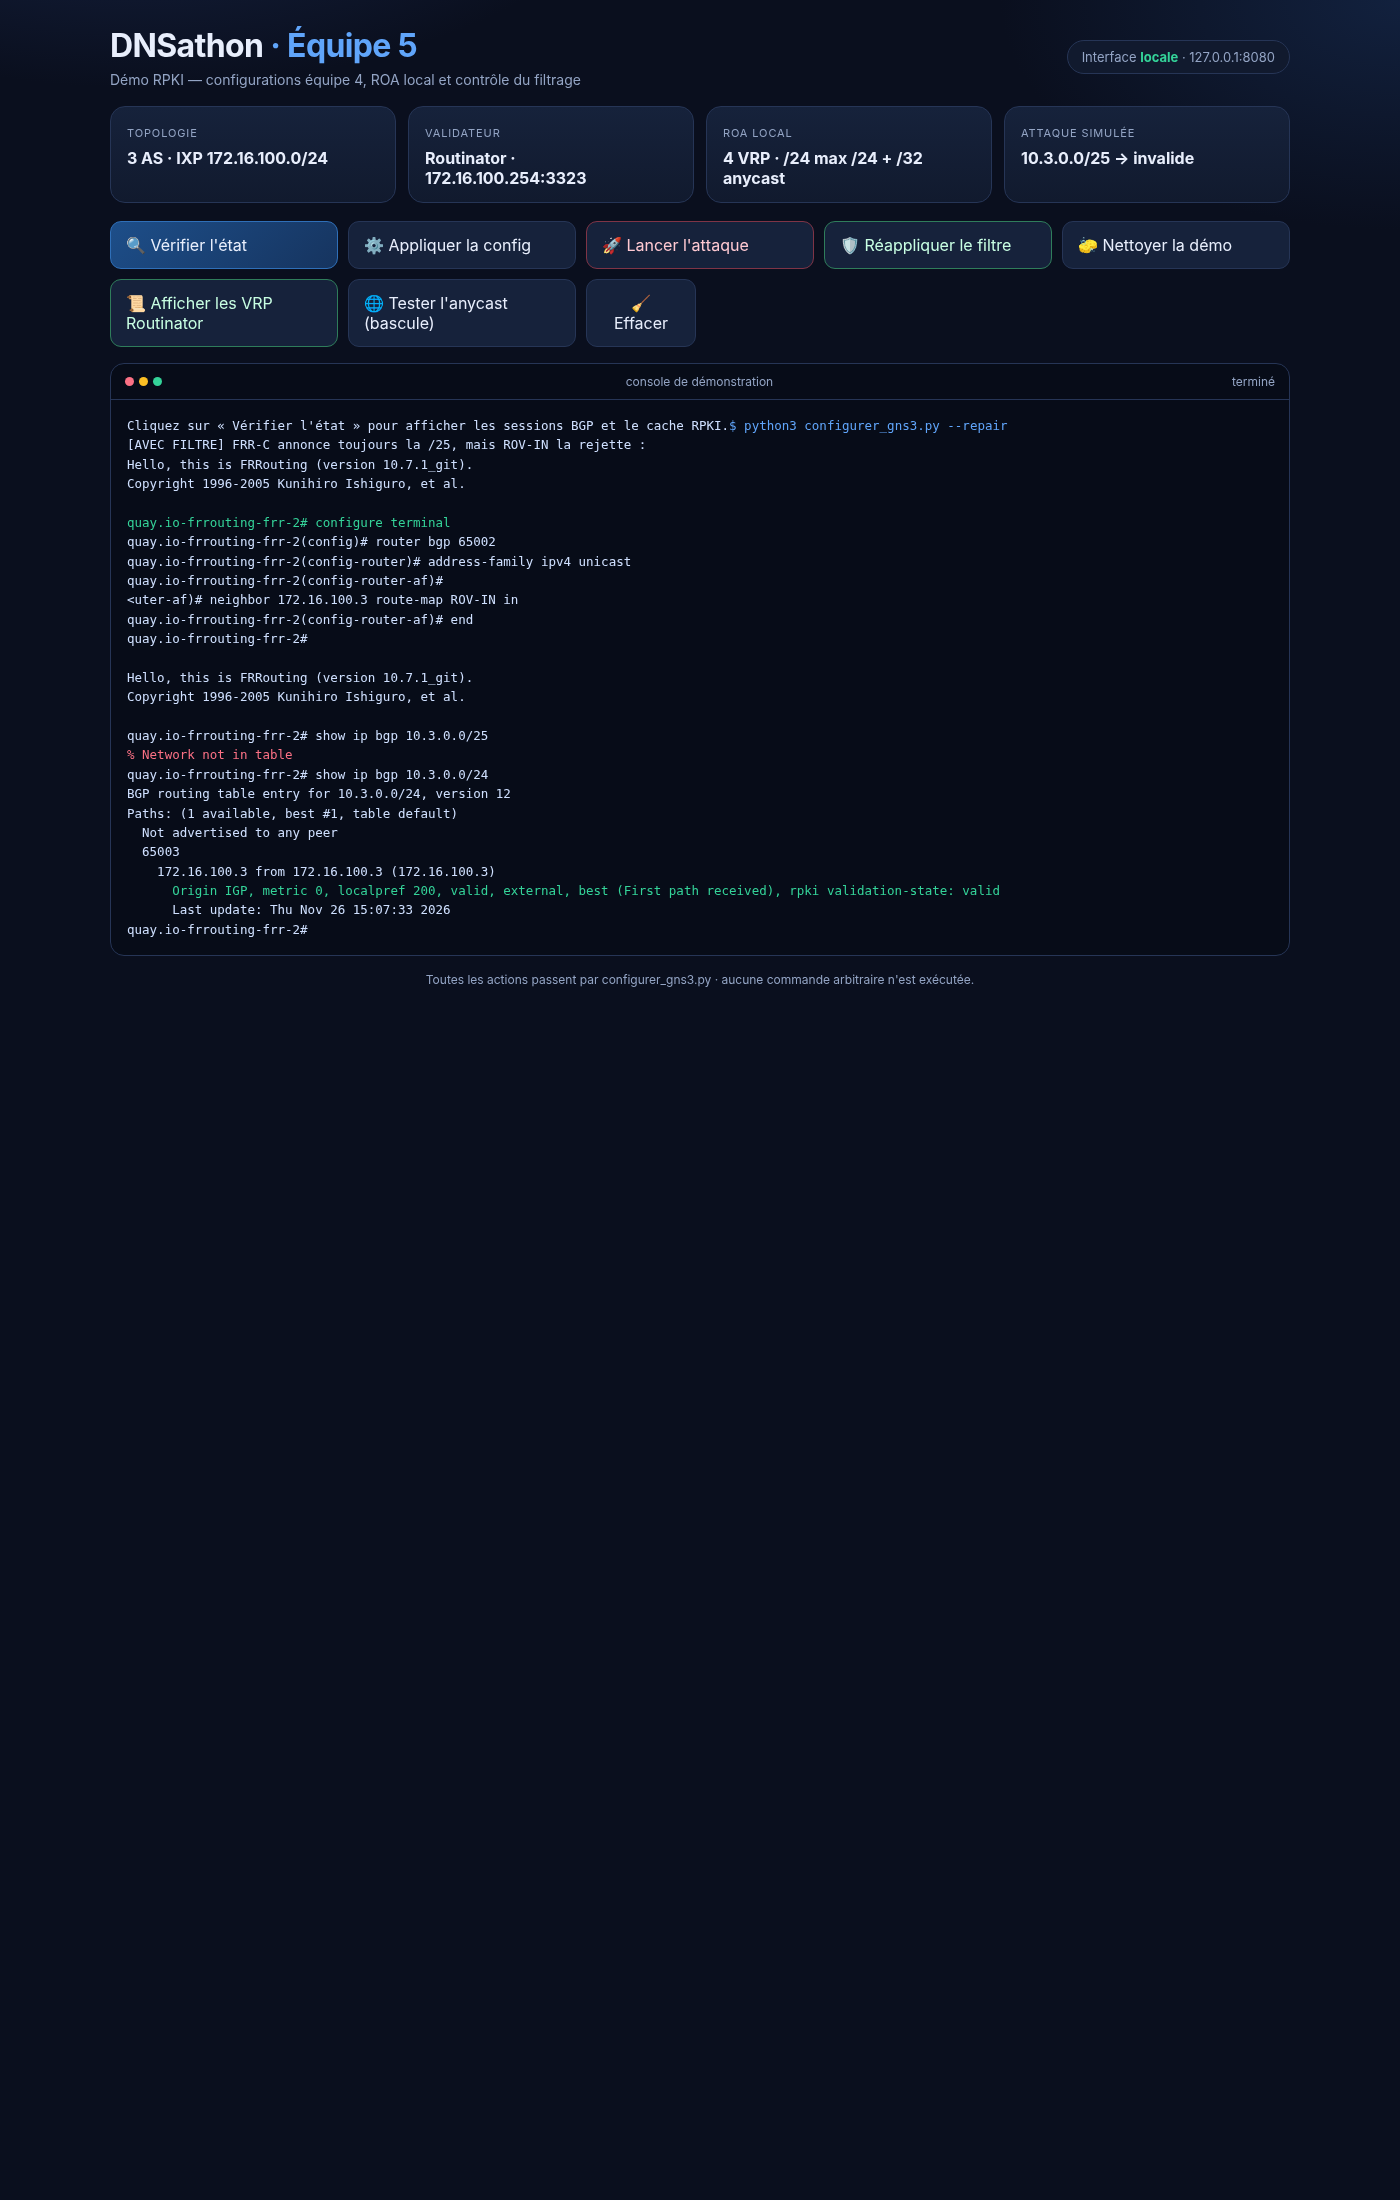 DNSathon · Équipe 5
Démo RPKI — configurations équipe 4, ROA local et contrôle du filtrage
Interface locale · 127.0.0.1:8080
TOPOLOGIE
3 AS · IXP 172.16.100.0/24
VALIDATEUR
Routinator ·
172.16.100.254:3323
ROA LOCAL
4 VRP · /24 max /24 + /32
anycast
ATTAQUE SIMULÉE
10.3.0.0/25 → invalide
🔍 Vérifier l'état
⚙️ Appliquer la config
🚀 Lancer l'attaque
🛡️ Réappliquer le filtre
🧽 Nettoyer la démo
📜 Afficher les VRP
Routinator
🌐 Tester l'anycast
(bascule)
🧹
Effacer
console de démonstration
terminé
Cliquez sur « Vérifier l'état » pour afficher les sessions BGP et le cache RPKI.$ python3 configurer_gns3.py --repair
[AVEC FILTRE] FRR-C annonce toujours la /25, mais ROV-IN la rejette :
Hello, this is FRRouting (version 10.7.1_git).
Copyright 1996-2005 Kunihiro Ishiguro, et al.
quay.io-frrouting-frr-2# configure terminal
quay.io-frrouting-frr-2(config)# router bgp 65002
quay.io-frrouting-frr-2(config-router)# address-family ipv4 unicast
quay.io-frrouting-frr-2(config-router-af)#
<uter-af)# neighbor 172.16.100.3 route-map ROV-IN in
quay.io-frrouting-frr-2(config-router-af)# end
quay.io-frrouting-frr-2#
Hello, this is FRRouting (version 10.7.1_git).
Copyright 1996-2005 Kunihiro Ishiguro, et al.
quay.io-frrouting-frr-2# show ip bgp 10.3.0.0/25
% Network not in table
quay.io-frrouting-frr-2# show ip bgp 10.3.0.0/24
BGP routing table entry for 10.3.0.0/24, version 12
Paths: (1 available, best #1, table default)
Not advertised to any peer
65003
172.16.100.3 from 172.16.100.3 (172.16.100.3)
Origin IGP, metric 0, localpref 200, valid, external, best (First path received), rpki validation-state: valid
Last update: Thu Nov 26 15:07:33 2026
quay.io-frrouting-frr-2#
Toutes les actions passent par configurer_gns3.py · aucune commande arbitraire n'est exécutée.